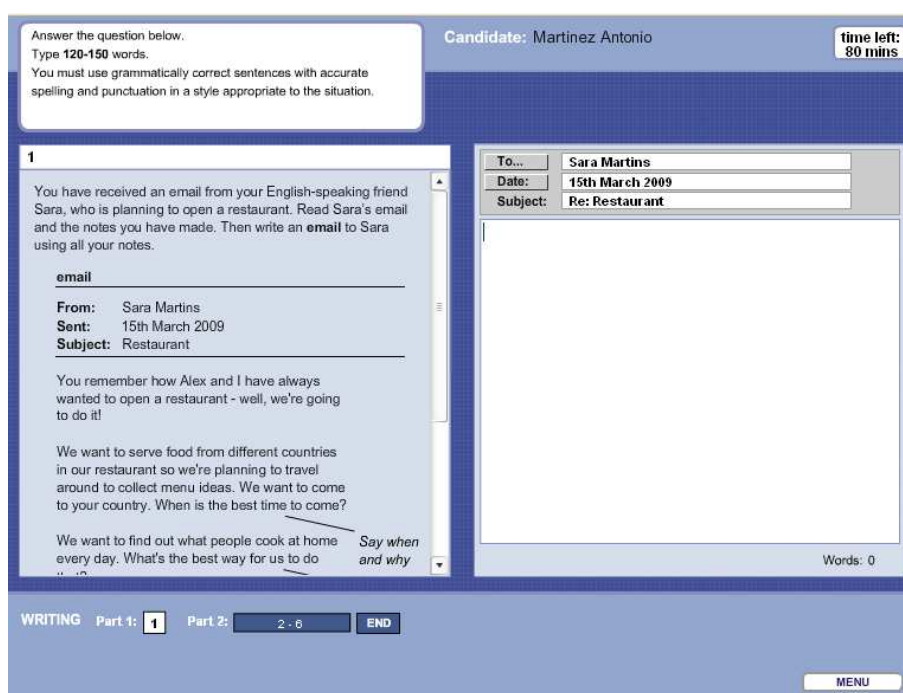 Answer the question below.
Type 120-150 words.
You must use grammatically correct sentences with accurate
spelling and punctuation in a style appropriate to the situation.
Candidate: Martinez Antonio
time left:
80 mins
1
You have received an email from your English-speaking friend
Sara, who is planning to open a restaurant. Read Sara's email
and the notes you have made. Then write an email to Sara
using all your notes.
email
From: Sara Martins
Sent: 15th March 2009
Subject: Restaurant
You remember how Alex and I have always
wanted to open a restaurant - well, we're going
to do it!
We want to serve food from different countries
in our restaurant so we're planning to travel
around to collect menu ideas. We want to come
to your country. When is the best time to come?
Say when
and why
We want to find out what people cook at home
every day. What's the best way for us to do
To... Sara Martins
Date: 15th March 2009
Subject: Re: Restaurant
Words: 0
WRITING Part 1: 1 Part 2: 2 - 6 END
MENU